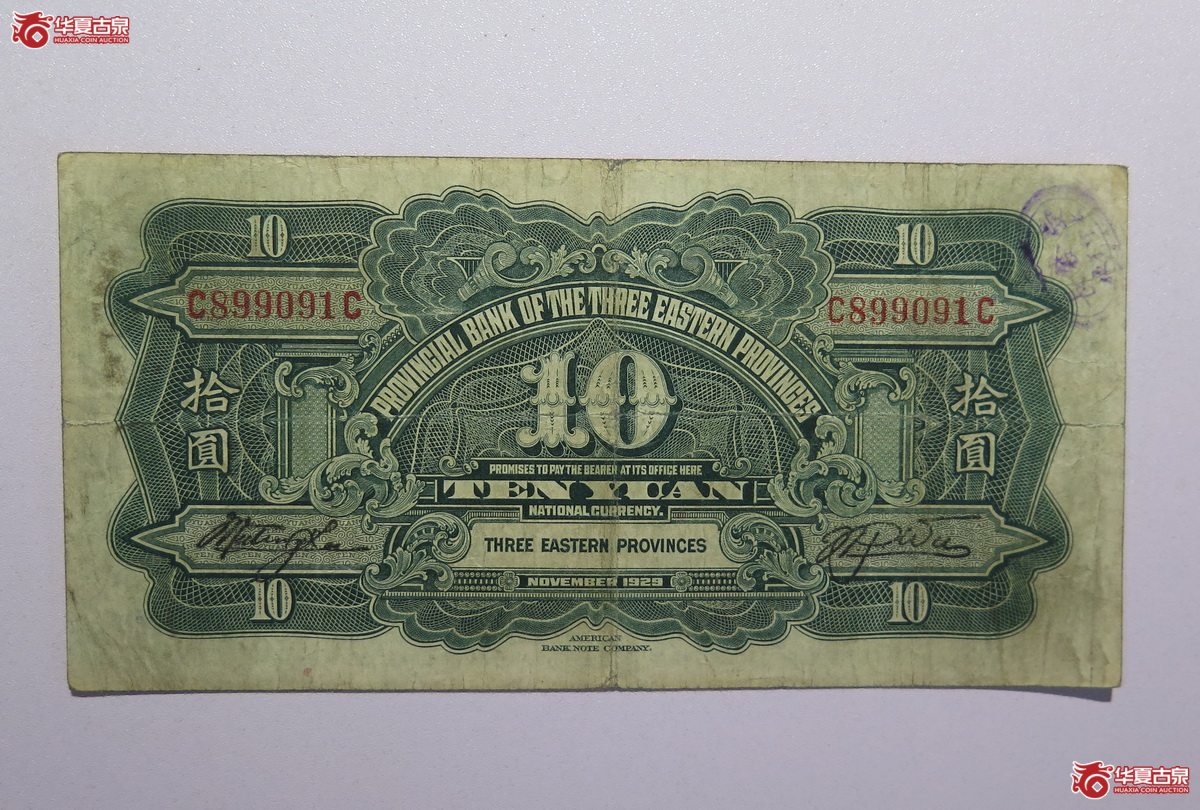 华夏古泉
HUAXIA COIN AUCTION
10
10
C899091C
C899091C
PROVINCIAL BANK OF THE THREE EASTERN PROVINCES
10
拾圓
拾圓
PROMISES TO PAY THE BEARER AT ITS OFFICE HERE
TEN YUAN
NATIONAL CURRENCY.
THREE EASTERN PROVINCES
NOVEMBER 1929
10
10
AMERICAN
BANK NOTE COMPANY.
华夏古泉
HUAXIA COIN AUCTION